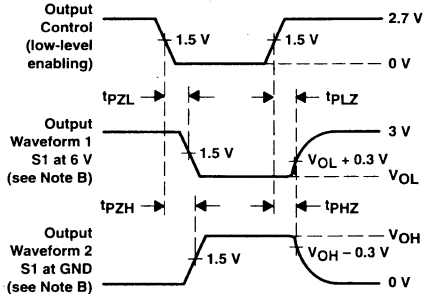 Output
Control
(low-level
enabling)
1.5 V
1.5 V
2.7 V
0 V
tPZL
tPLZ
Output
Waveform 1
S1 at 6 V
(see Note B)
1.5 V
3 V
VOL + 0.3 V
VOL
tPZH
tPHZ
Output
Waveform 2
S1 at GND
(see Note B)
1.5 V
VOH
VOH − 0.3 V
0 V